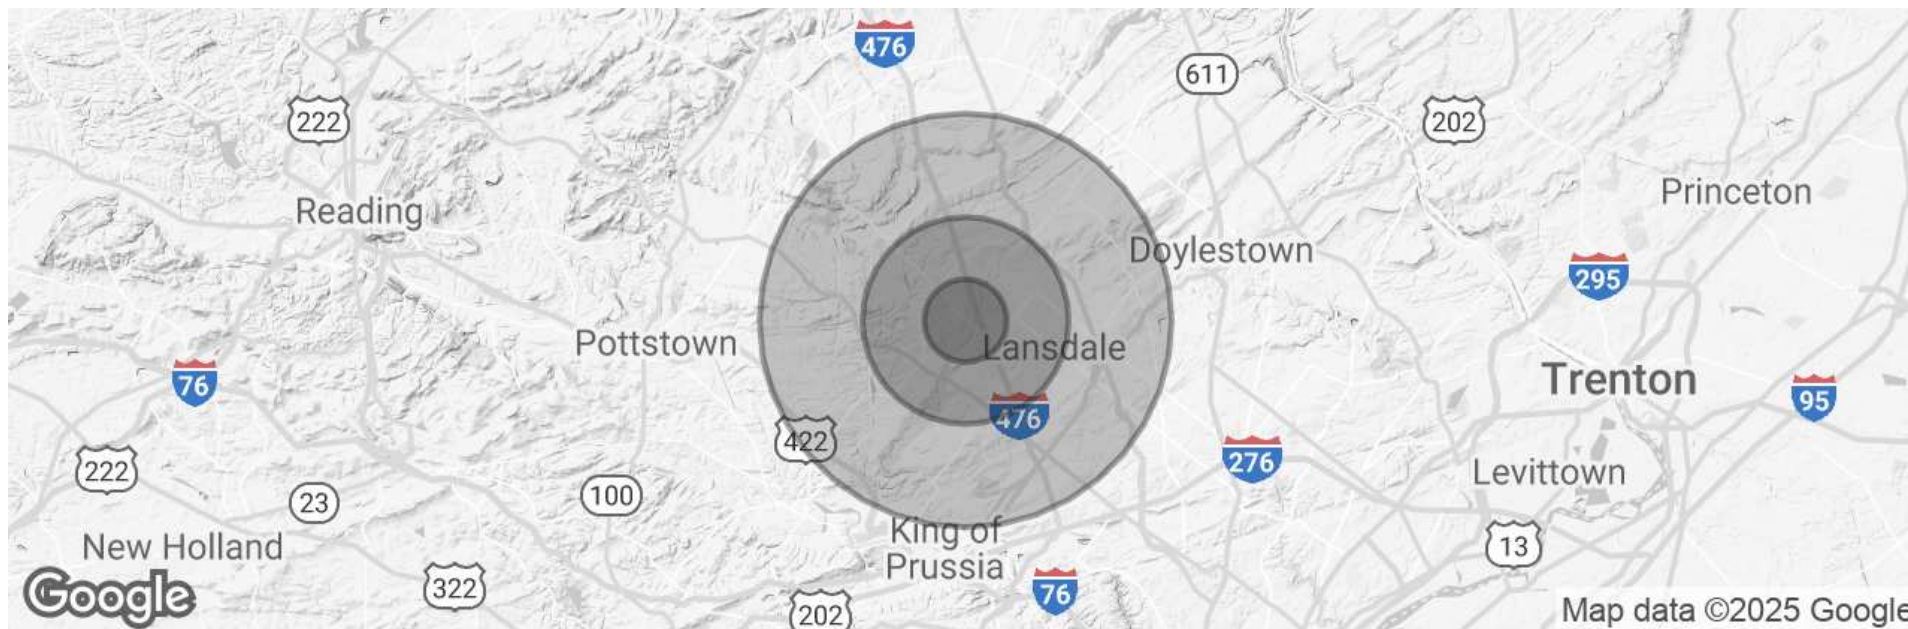 476
611
222
202
Princeton
Reading
Doylestown
295
Pottstown
Lansdale
76
Trenton
95
476
422
276
222
Levittown
23
100
King of
Prussia
New Holland
13
322
76
202
Google
Map data ©2025 Google